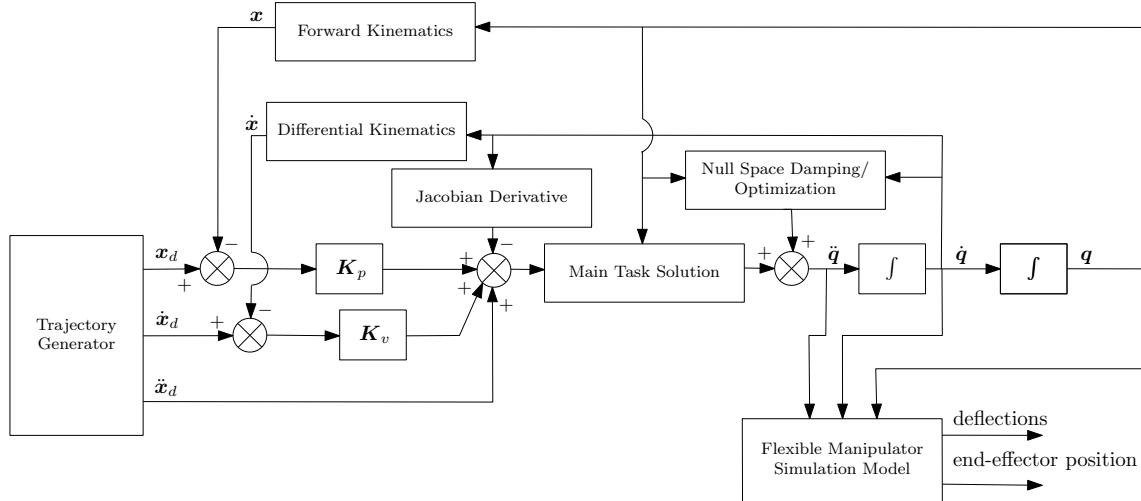 x
Forward Kinematics
ẋ
Differential Kinematics
Jacobian Derivative
Null Space Damping/
Optimization
Trajectory
Generator
x_d
ẋ_d
ẍ_d
−
+
−
+
K_p
K_v
−
+
+
+
Main Task Solution
+
+
q̈
∫
q̇
∫
q
Flexible Manipulator
Simulation Model
deflections
end-effector position